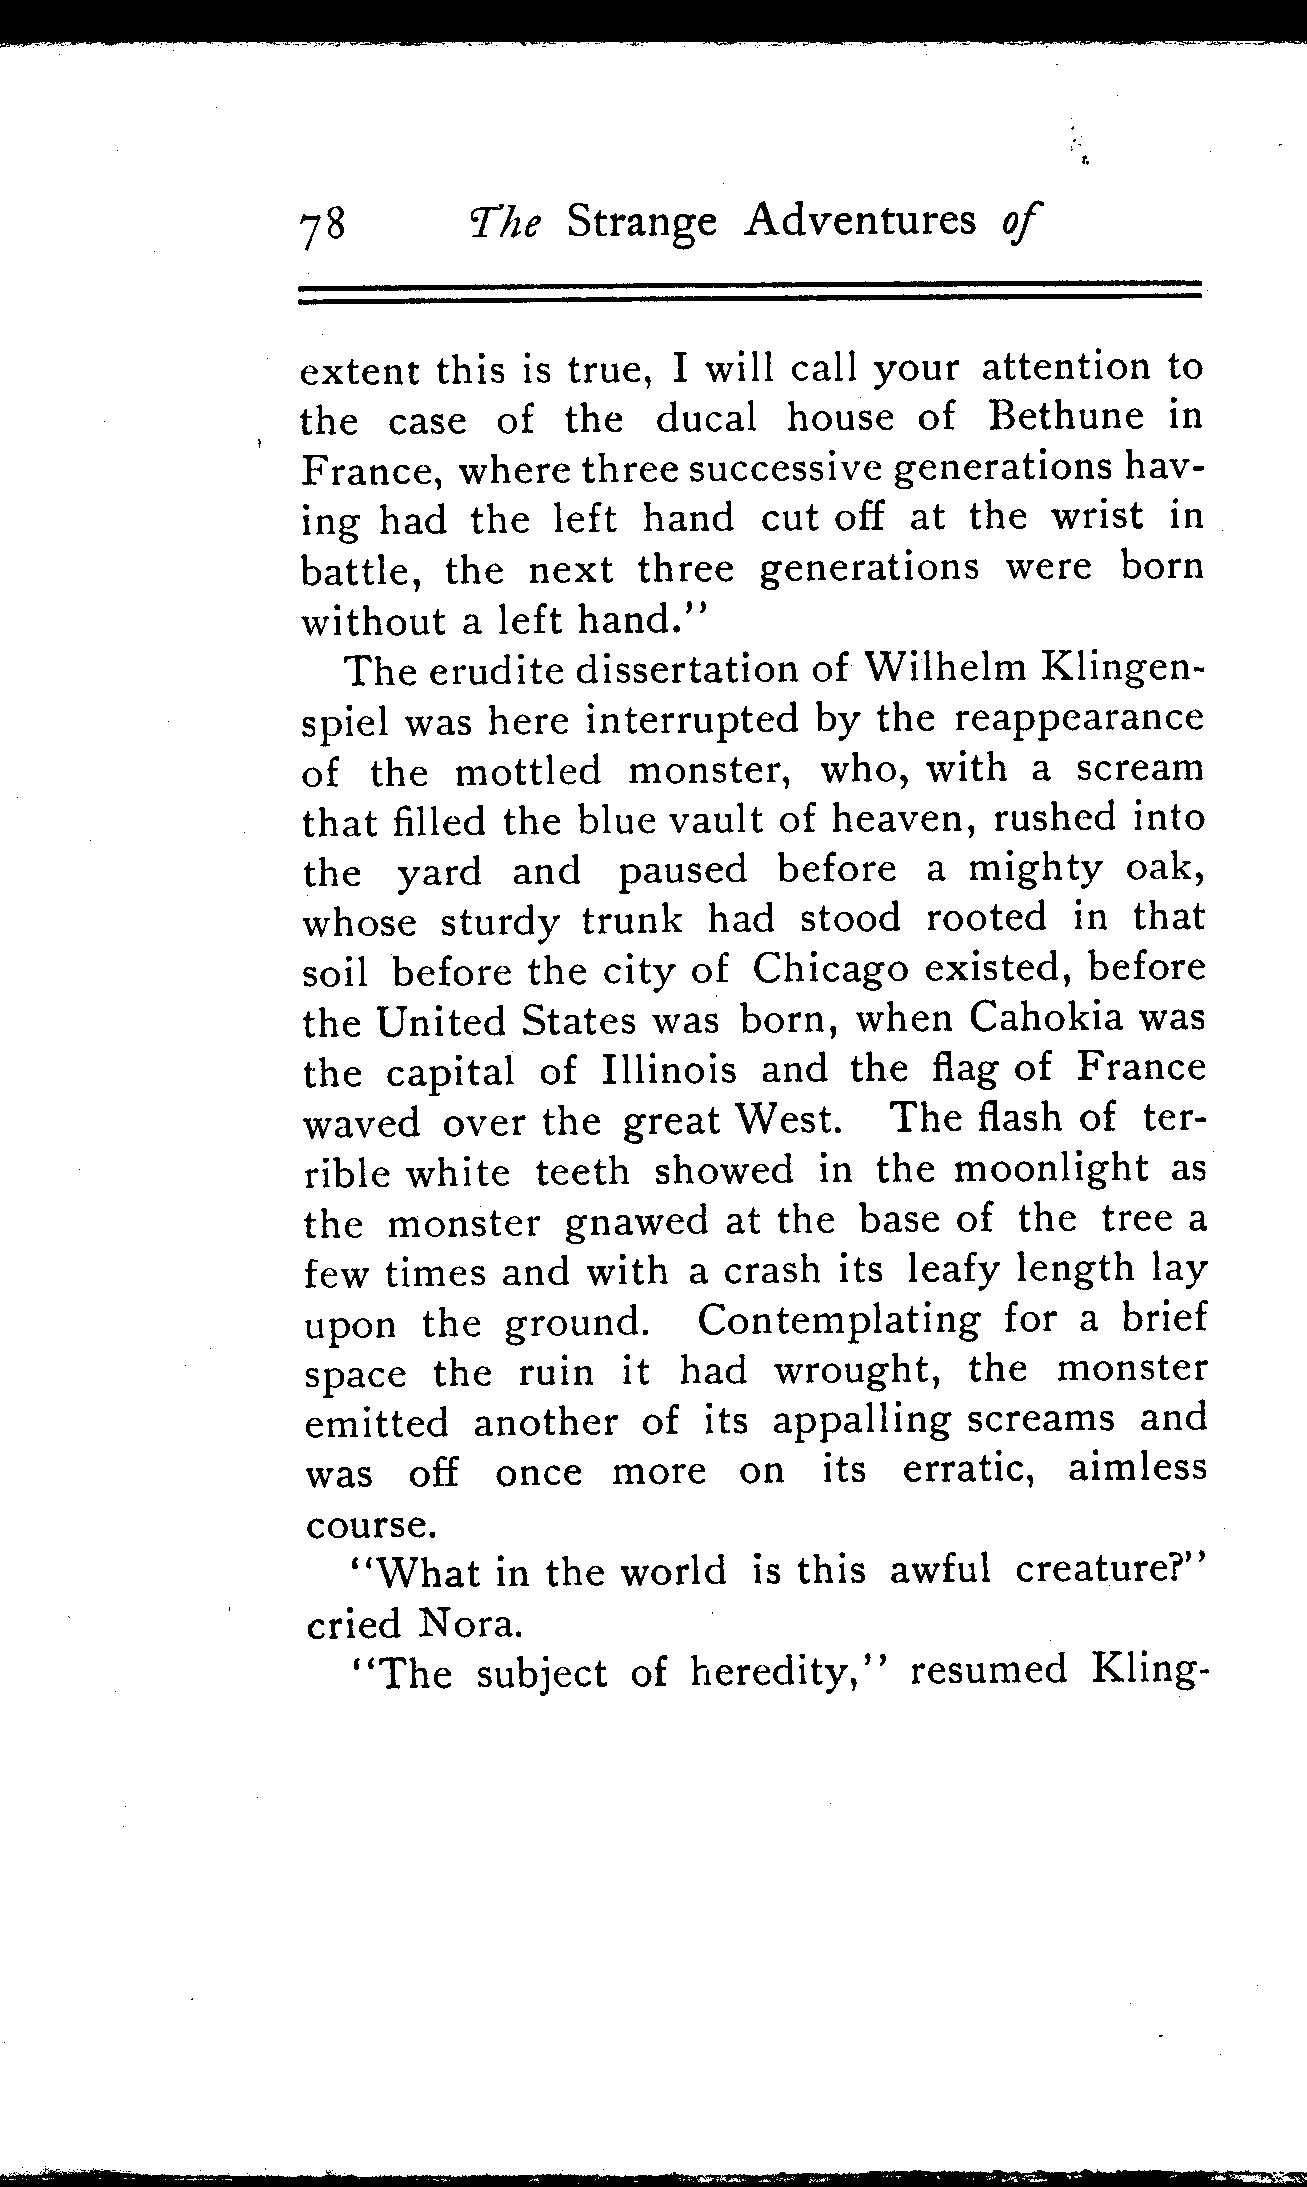 78 The Strange Adventures of
extent this is true, I will call your attention to
the case of the ducal house of Bethune in
France, where three successive generations hav-
ing had the left hand cut off at the wrist in
battle, the next three generations were born
without a left hand."
The erudite dissertation of Wilhelm Klingen-
spiel was here interrupted by the reappearance
of the mottled monster, who, with a scream
that filled the blue vault of heaven, rushed into
the yard and paused before a mighty oak,
whose sturdy trunk had stood rooted in that
soil before the city of Chicago existed, before
the United States was born, when Cahokia was
the capital of Illinois and the flag of France
waved over the great West. The flash of ter-
rible white teeth showed in the moonlight as
the monster gnawed at the base of the tree a
few times and with a crash its leafy length lay
upon the ground. Contemplating for a brief
space the ruin it had wrought, the monster
emitted another of its appalling screams and
was off once more on its erratic, aimless
course.
"What in the world is this awful creature?"
cried Nora.
"The subject of heredity," resumed Kling-